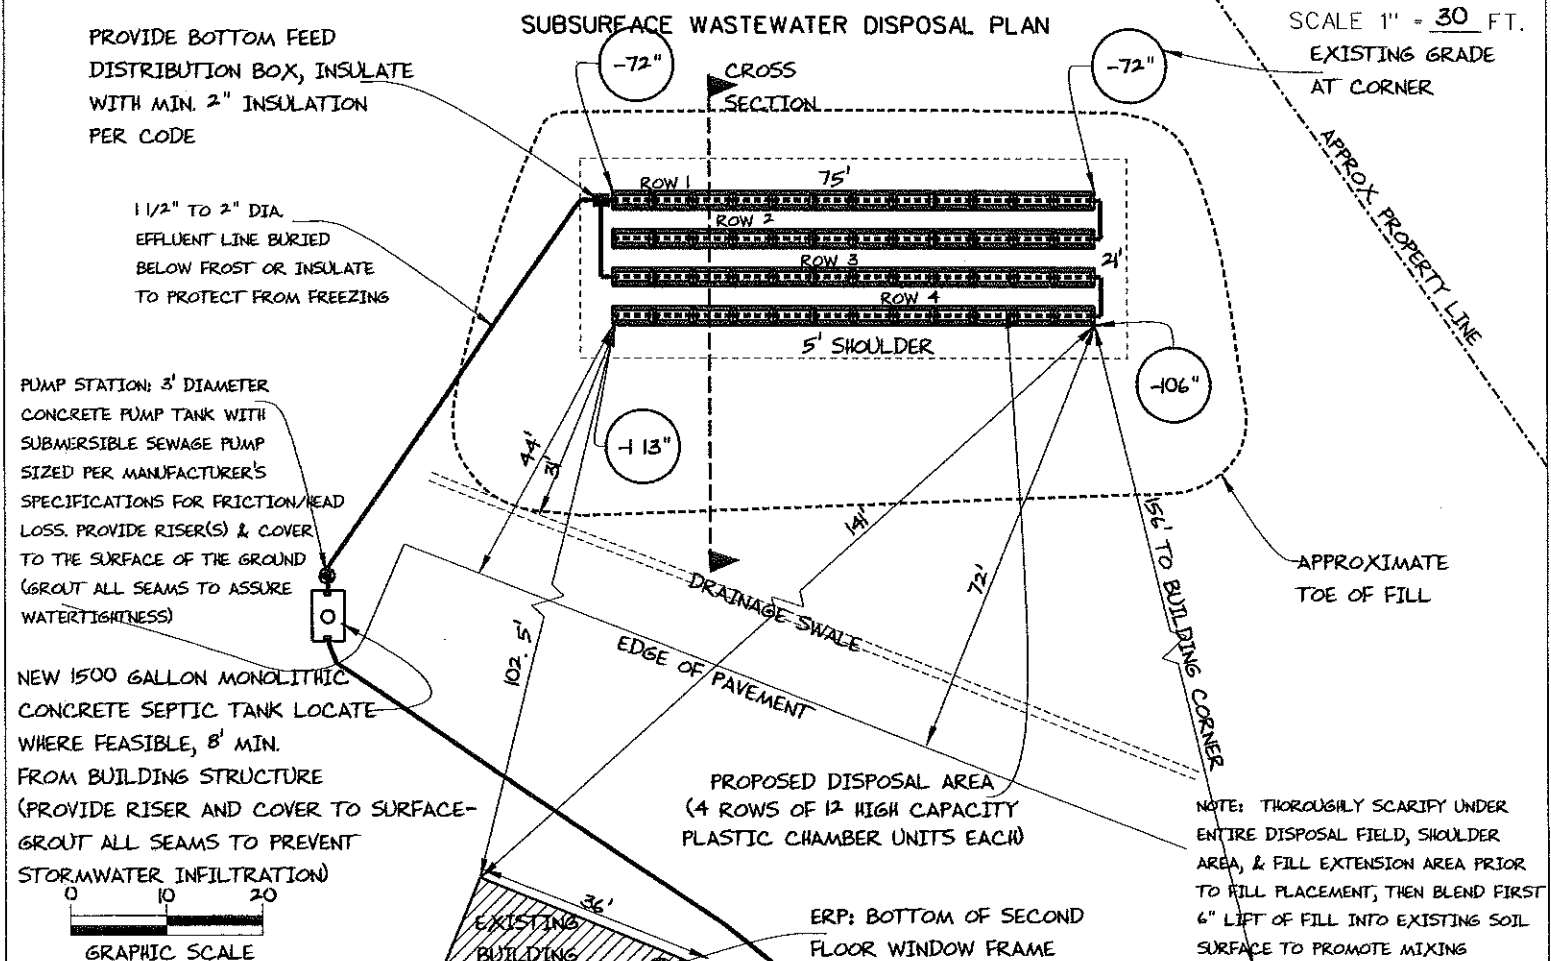 SUBSURFACE WASTEWATER DISPOSAL PLAN
SCALE 1" = 30 FT.
PROVIDE BOTTOM FEED
DISTRIBUTION BOX, INSULATE
WITH MIN. 2" INSULATION
PER CODE
-72"
CROSS
SECTION
-72"
EXISTING GRADE
AT CORNER
APPROX PROPERTY LINE
ROW 1
75'
ROW 2
ROW 3
21'
ROW 4
5' SHOULDER
1 1/2" TO 2" DIA.
EFFLUENT LINE BURIED
BELOW FROST OR INSULATE
TO PROTECT FROM FREEZING
-106"
-113"
PUMP STATION: 3' DIAMETER
CONCRETE PUMP TANK WITH
SUBMERSIBLE SEWAGE PUMP
SIZED PER MANUFACTURER'S
SPECIFICATIONS FOR FRICTION/HEAD
LOSS. PROVIDE RISER(S) & COVER
TO THE SURFACE OF THE GROUND
(GROUT ALL SEAMS TO ASSURE
WATERTIGHTNESS)
44'
31'
141'
72'
156' TO BUILDING CORNER
102.5'
APPROXIMATE
TOE OF FILL
DRAINAGE SWALE
EDGE OF PAVEMENT
NEW 1500 GALLON MONOLITHIC
CONCRETE SEPTIC TANK LOCATE
WHERE FEASIBLE, 8' MIN.
FROM BUILDING STRUCTURE
(PROVIDE RISER AND COVER TO SURFACE-
GROUT ALL SEAMS TO PREVENT
STORMWATER INFILTRATION)
PROPOSED DISPOSAL AREA
(4 ROWS OF 12 HIGH CAPACITY
PLASTIC CHAMBER UNITS EACH)
NOTE: THOROUGHLY SCARIFY UNDER
ENTIRE DISPOSAL FIELD, SHOULDER
AREA, & FILL EXTENSION AREA PRIOR
TO FILL PLACEMENT, THEN BLEND FIRST
6" LIFT OF FILL INTO EXISTING SOIL
SURFACE TO PROMOTE MIXING
0 10 20
GRAPHIC SCALE
36'
EXISTING
BUILDING
ERP: BOTTOM OF SECOND
FLOOR WINDOW FRAME